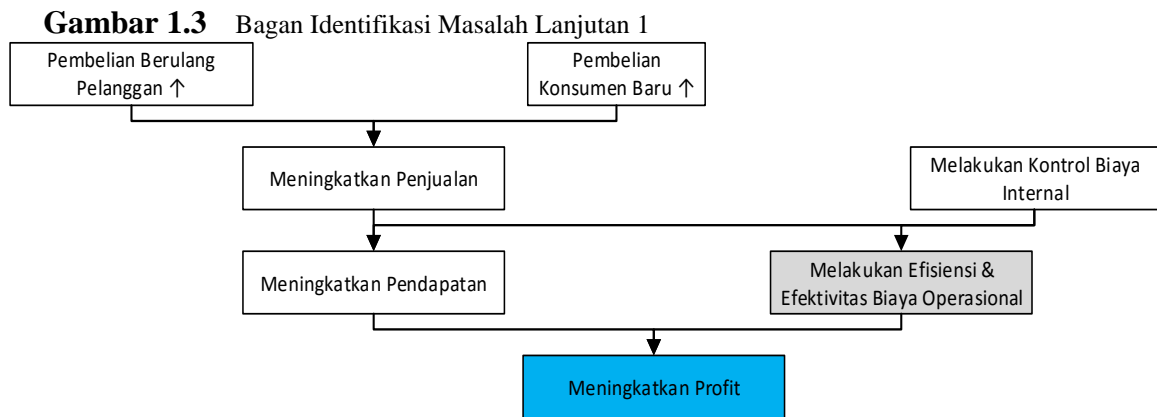 Gambar 1.3 Bagan Identifikasi Masalah Lanjutan 1
Pembelian Berulang
Pelanggan ↑
Pembelian
Konsumen Baru ↑
Meningkatkan Penjualan
Melakukan Kontrol Biaya
Internal
Meningkatkan Pendapatan
Melakukan Efisiensi &
Efektivitas Biaya Operasional
Meningkatkan Profit